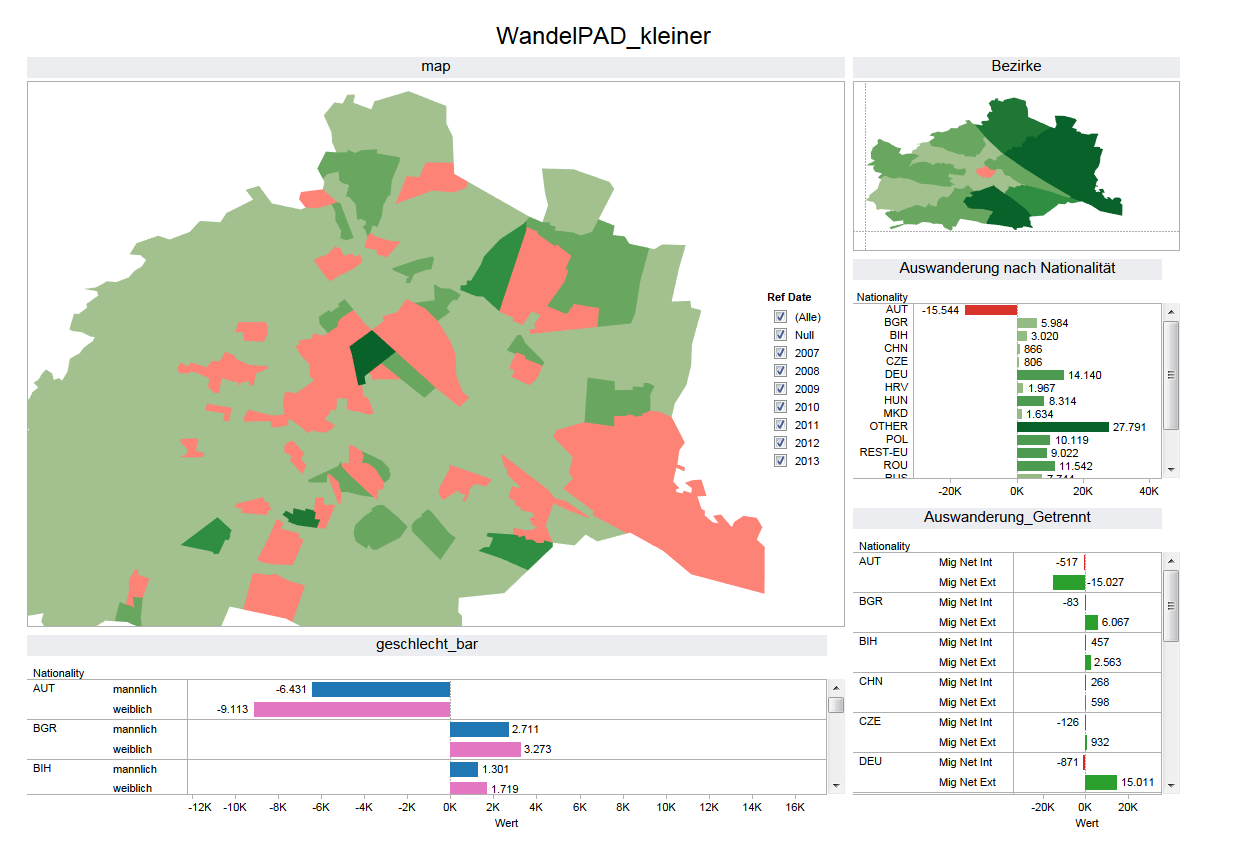 WandelPAD_kleiner
map
Ref Date
(Alle)
Null
2007
2008
2009
2010
2011
2012
2013
Bezirke
Auswanderung nach Nationalität
Nationality
AUT -15.544
BGR 5.984
BIH 3.020
CHN 866
CZE 806
DEU 14.140
HRV 1.967
HUN 8.314
MKD 1.634
OTHER 27.791
POL 10.119
REST-EU 9.022
ROU 11.542
RUS 7.744
-20K 0K 20K 40K
Auswanderung_Getrennt
Nationality
AUT Mig Net Int -517
Mig Net Ext -15.027
BGR Mig Net Int -83
Mig Net Ext 6.067
BIH Mig Net Int 457
Mig Net Ext 2.563
CHN Mig Net Int 268
Mig Net Ext 598
CZE Mig Net Int -126
Mig Net Ext 932
DEU Mig Net Int -871
Mig Net Ext 15.011
-20K 0K 20K
Wert
geschlecht_bar
Nationality
AUT mannlich -6.431
weiblich -9.113
BGR mannlich 2.711
weiblich 3.273
BIH mannlich 1.301
weiblich 1.719
-12K -10K -8K -6K -4K -2K 0K 2K 4K 6K 8K 10K 12K 14K 16K
Wert